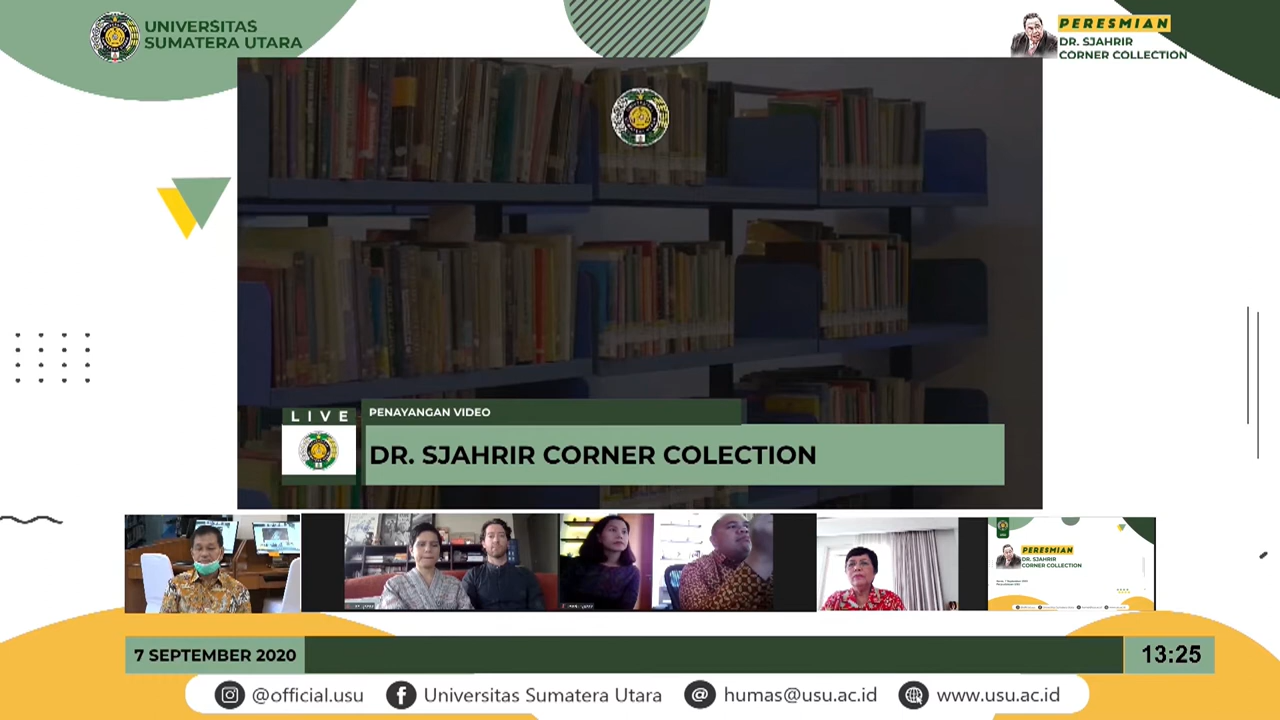 UNIVERSITAS
SUMATERA UTARA
PERESMIAN
DR. SJAHRIR
CORNER COLLECTION
LIVE
PENAYANGAN VIDEO
DR. SJAHRIR CORNER COLECTION
PERESMIAN
DR. SJAHRIR
CORNER COLLECTION
7 SEPTEMBER 2020
13:25
@official.usu
Universitas Sumatera Utara
humas@usu.ac.id
www.usu.ac.id